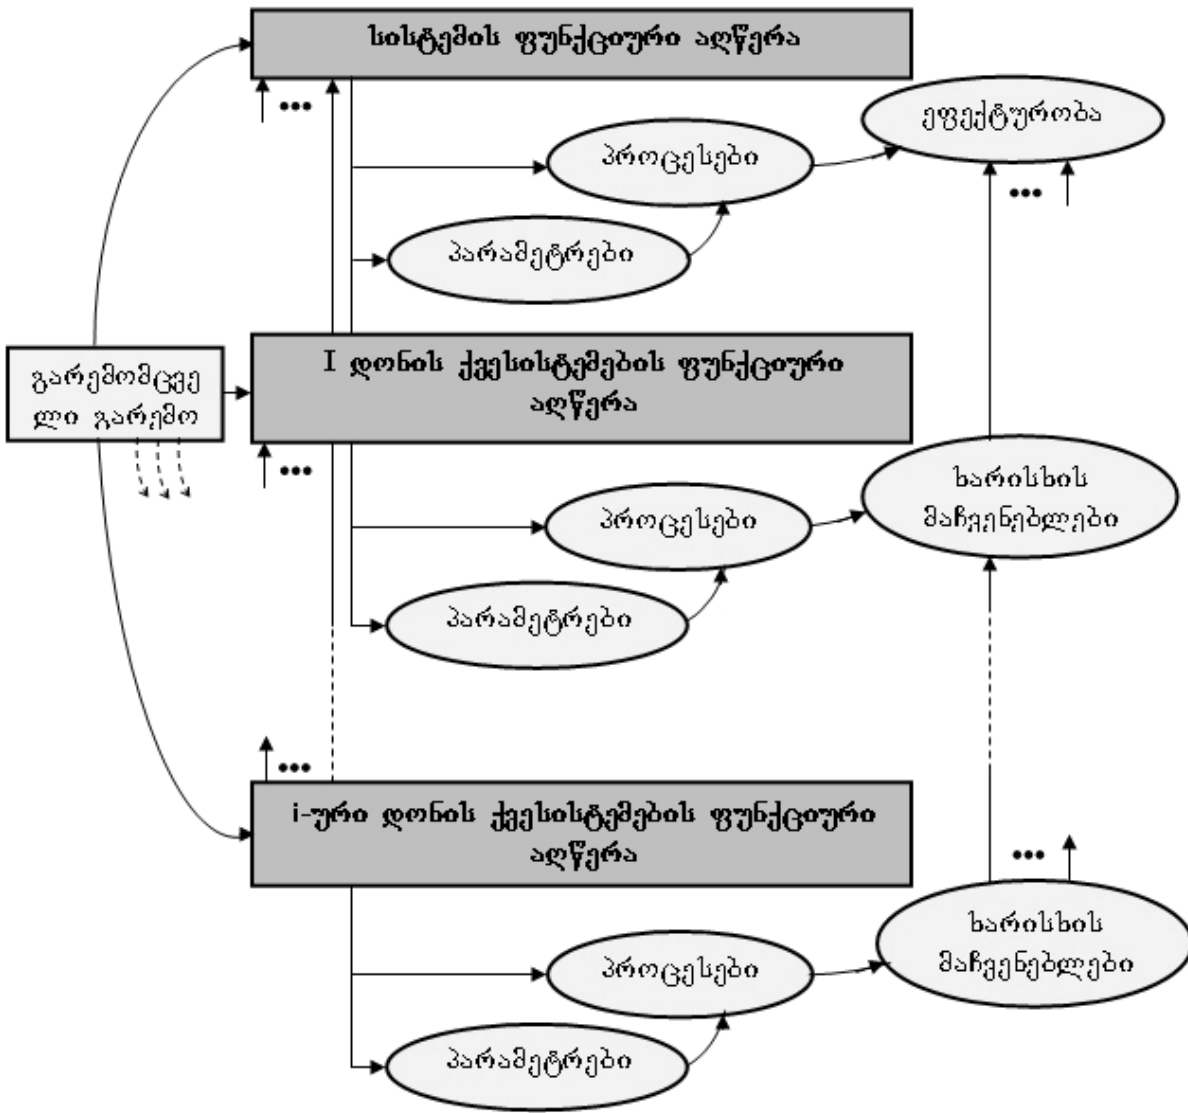 სისტემის ფუნქციური აღწერა
ეფექტურობა
პროცესები
პარამეტრები
გარემომცვე
ლი გარემო
I დონის ქვესისტემების ფუნქციური
აღწერა
პროცესები
ხარისხის
მაჩვენებლები
პარამეტრები
i-ური დონის ქვესისტემების ფუნქციური
აღწერა
პროცესები
ხარისხის
მაჩვენებლები
პარამეტრები